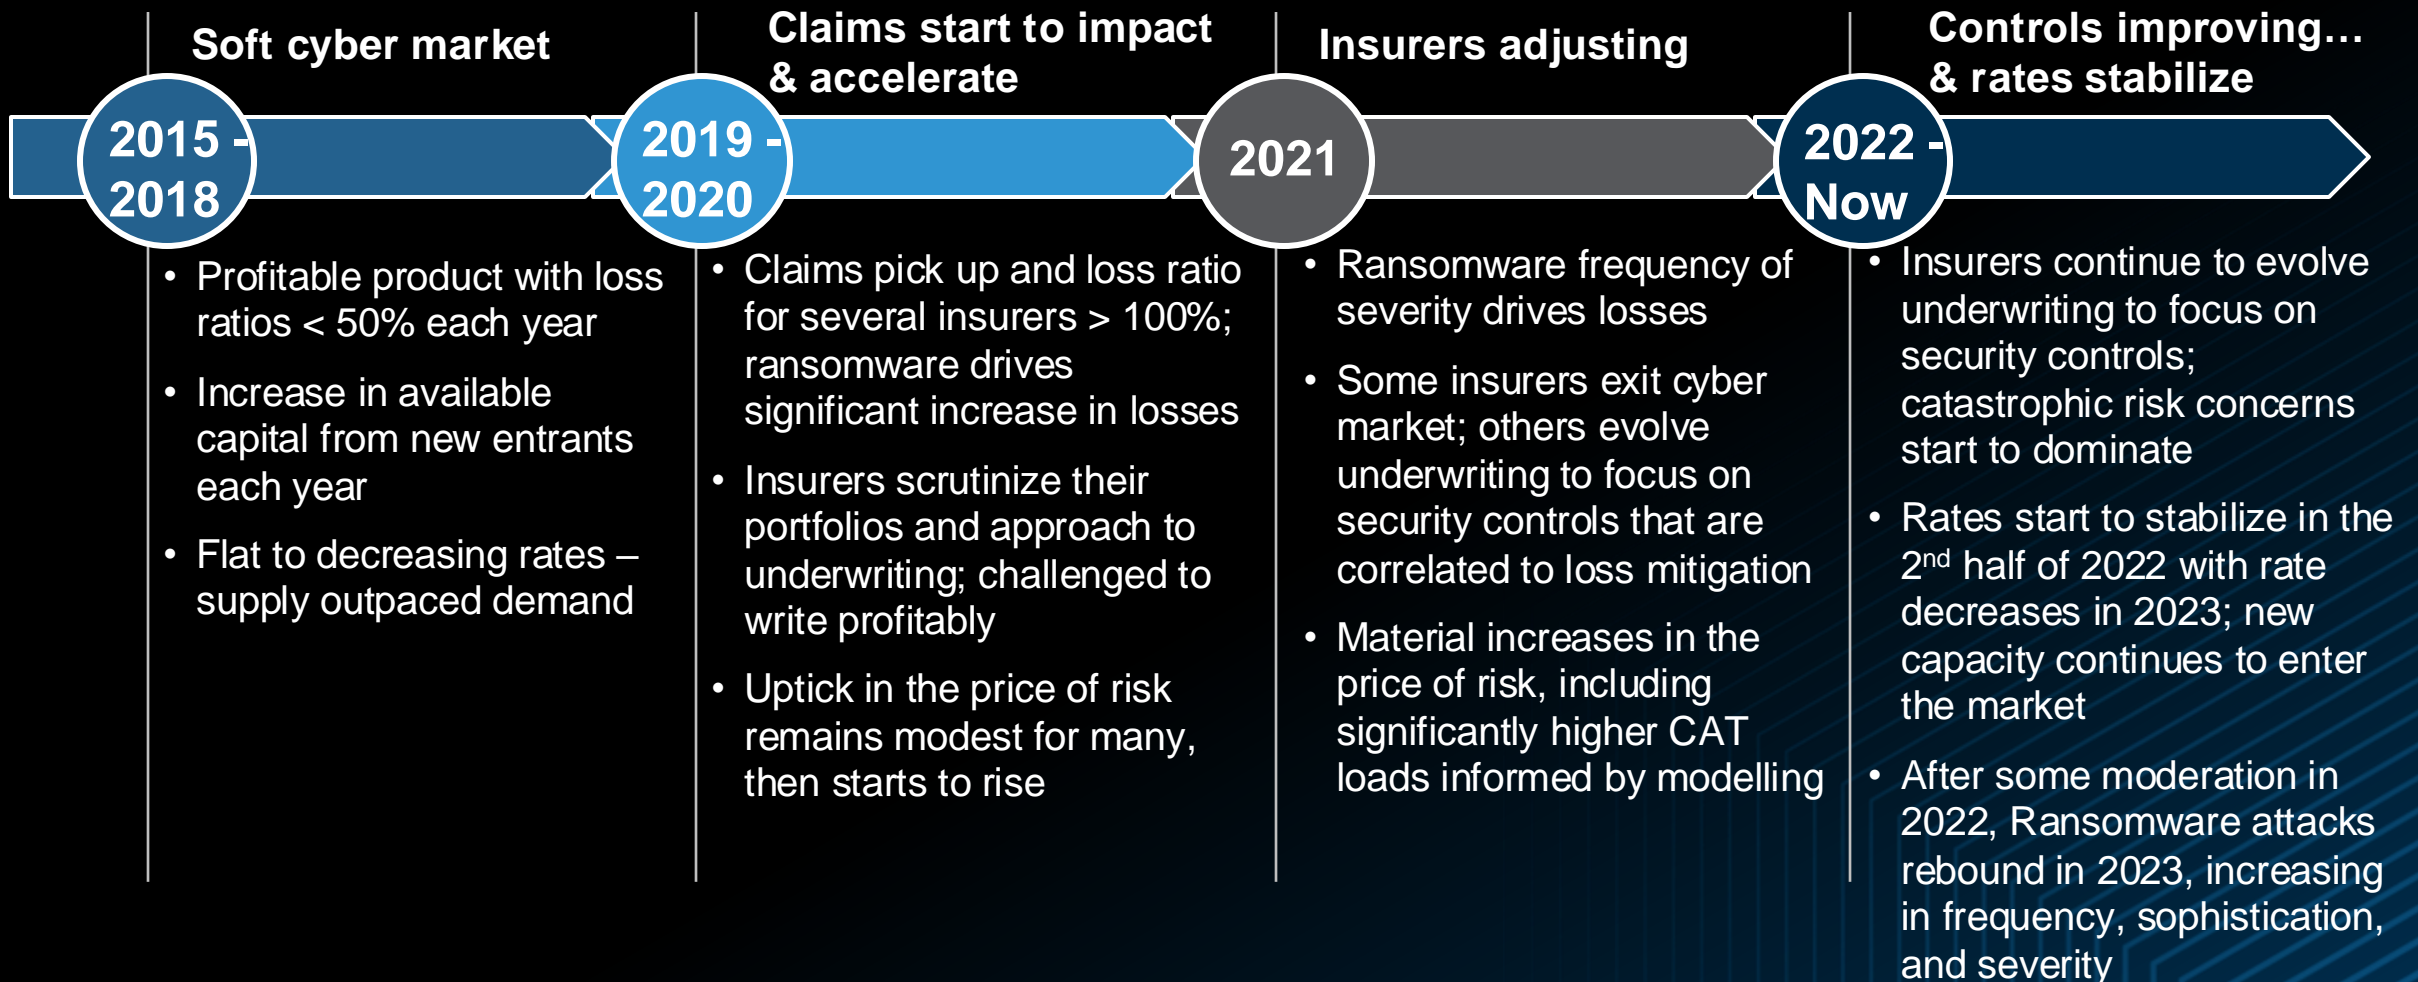 Soft cyber market
2015 -
2018
• Profitable product with loss
ratios < 50% each year
• Increase in available
capital from new entrants
each year
• Flat to decreasing rates –
supply outpaced demand
Claims start to impact
& accelerate
2019 -
2020
• Claims pick up and loss ratio
for several insurers > 100%;
ransomware drives
significant increase in losses
• Insurers scrutinize their
portfolios and approach to
underwriting; challenged to
write profitably
• Uptick in the price of risk
remains modest for many,
then starts to rise
Insurers adjusting
2021
• Ransomware frequency of
severity drives losses
• Some insurers exit cyber
market; others evolve
underwriting to focus on
security controls that are
correlated to loss mitigation
• Material increases in the
price of risk, including
significantly higher CAT
loads informed by modelling
Controls improving…
& rates stabilize
2022 -
Now
• Insurers continue to evolve
underwriting to focus on
security controls;
catastrophic risk concerns
start to dominate
• Rates start to stabilize in the
2nd half of 2022 with rate
decreases in 2023; new
capacity continues to enter
the market
• After some moderation in
2022, Ransomware attacks
rebound in 2023, increasing
in frequency, sophistication,
and severity